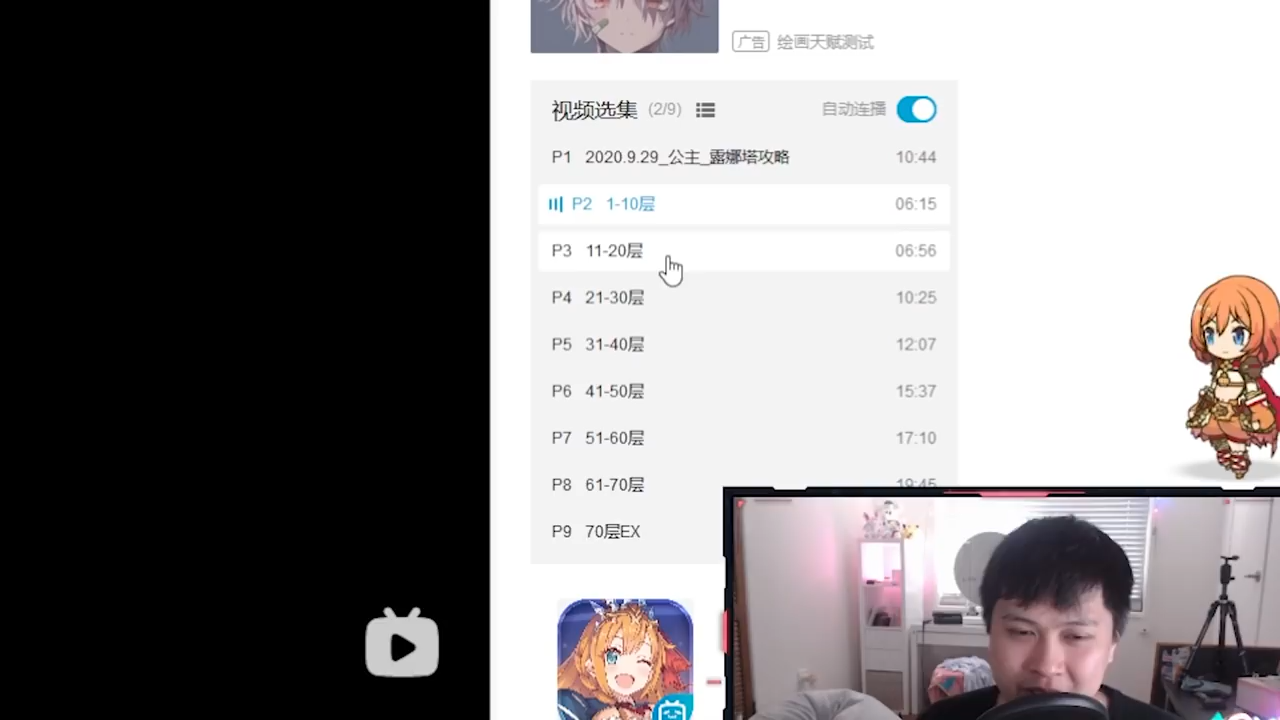 广告 绘画天赋测试
视频选集 (2/9) 自动连播
P1 2020.9.29_公主_露娜塔攻略 10:44
P2 1-10层 06:15
P3 11-20层 06:56
P4 21-30层 10:25
P5 31-40层 12:07
P6 41-50层 15:37
P7 51-60层 17:10
P8 61-70层 19:45
P9 70层EX